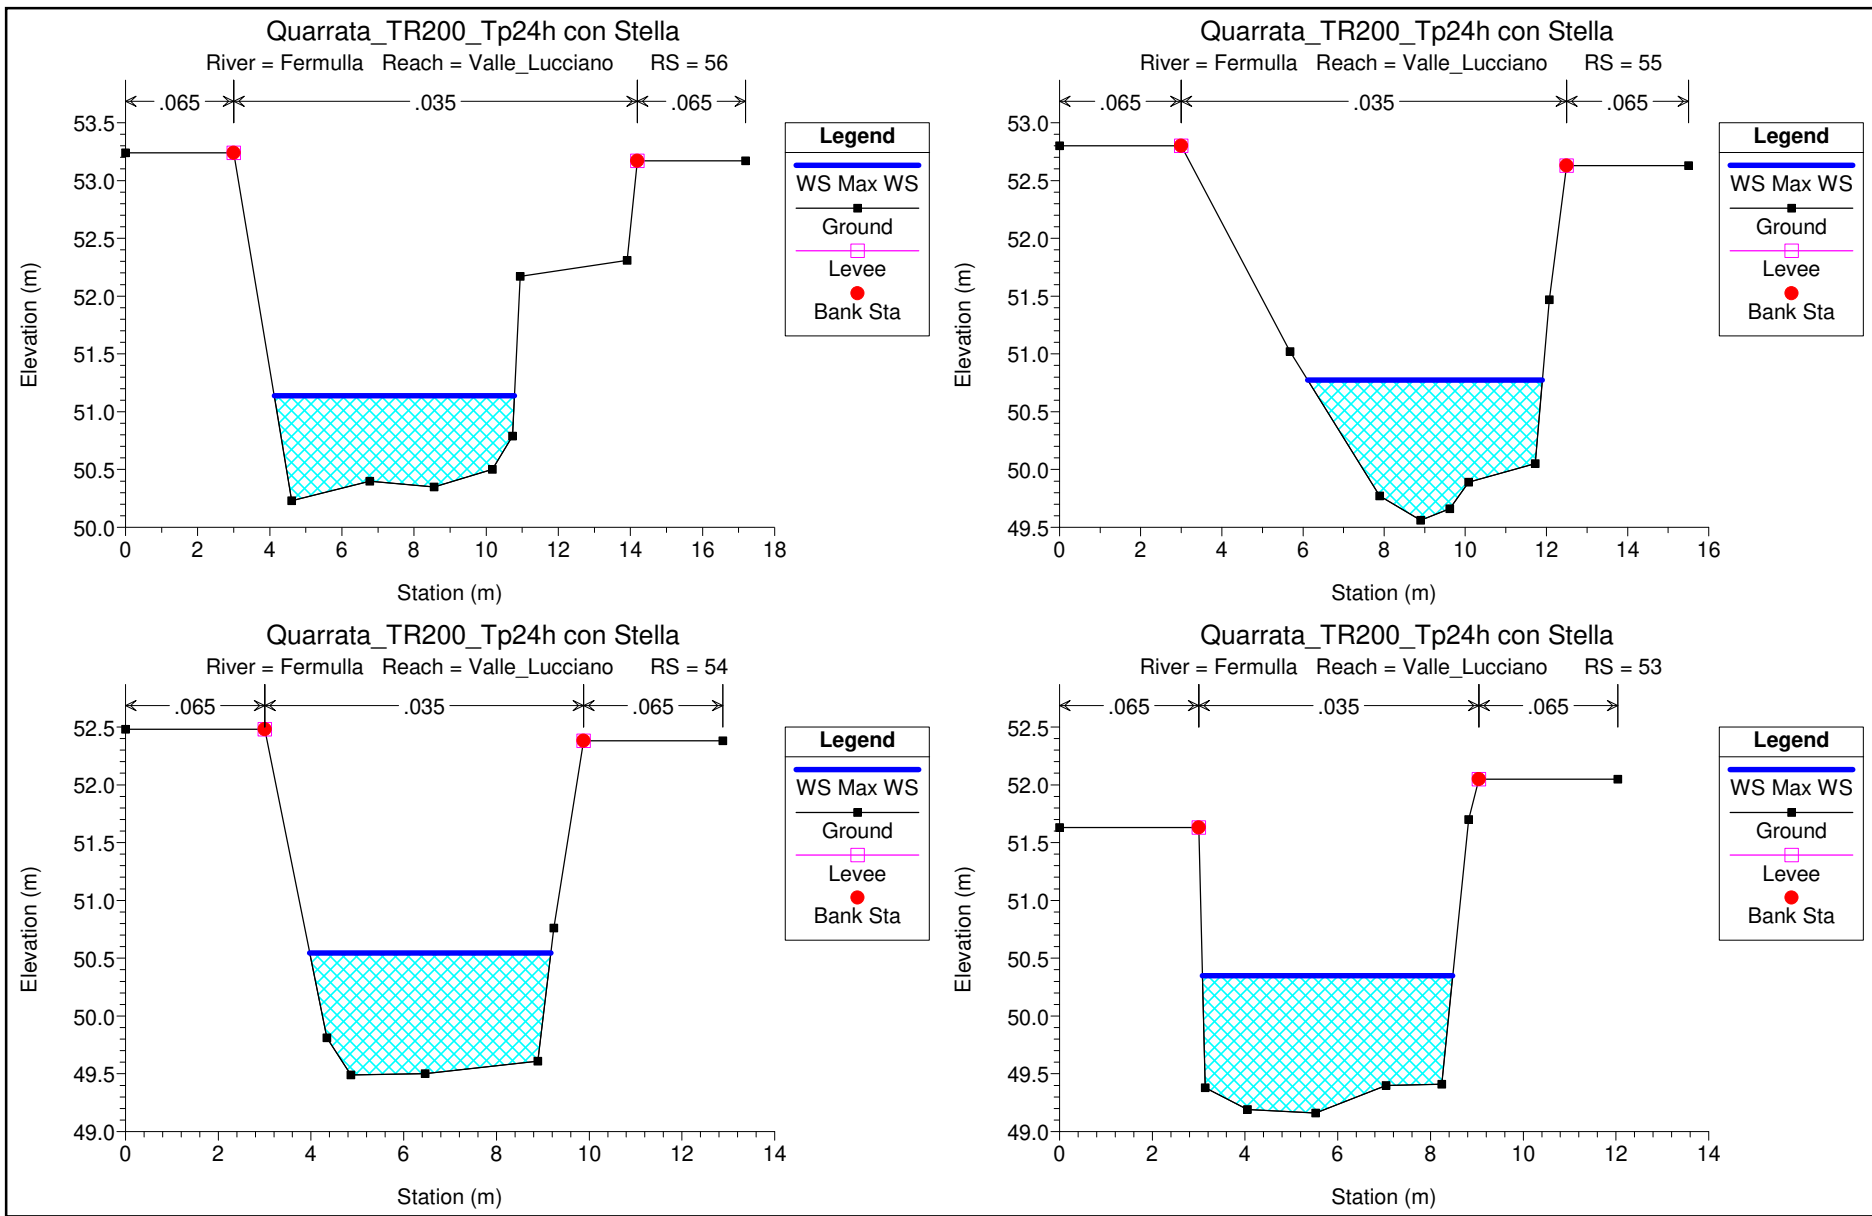 Quarrata_TR200_Tp24h con Stella
River = Fermulla   Reach = Valle_Lucciano      RS = 56
.065
.035
.065
53.5
53.0
52.5
52.0
51.5
51.0
50.5
50.0
Elevation (m)
0 2 4 6 8 10 12 14 16 18
Station (m)
Legend
WS Max WS
Ground
Levee
Bank Sta
Quarrata_TR200_Tp24h con Stella
River = Fermulla   Reach = Valle_Lucciano      RS = 55
.065
.035
.065
53.0
52.5
52.0
51.5
51.0
50.5
50.0
49.5
Elevation (m)
0 2 4 6 8 10 12 14 16
Station (m)
Legend
WS Max WS
Ground
Levee
Bank Sta
Quarrata_TR200_Tp24h con Stella
River = Fermulla   Reach = Valle_Lucciano      RS = 54
.065
.035
.065
52.5
52.0
51.5
51.0
50.5
50.0
49.5
49.0
Elevation (m)
0 2 4 6 8 10 12 14
Station (m)
Legend
WS Max WS
Ground
Levee
Bank Sta
Quarrata_TR200_Tp24h con Stella
River = Fermulla   Reach = Valle_Lucciano      RS = 53
.065
.035
.065
52.5
52.0
51.5
51.0
50.5
50.0
49.5
49.0
Elevation (m)
0 2 4 6 8 10 12 14
Station (m)
Legend
WS Max WS
Ground
Levee
Bank Sta